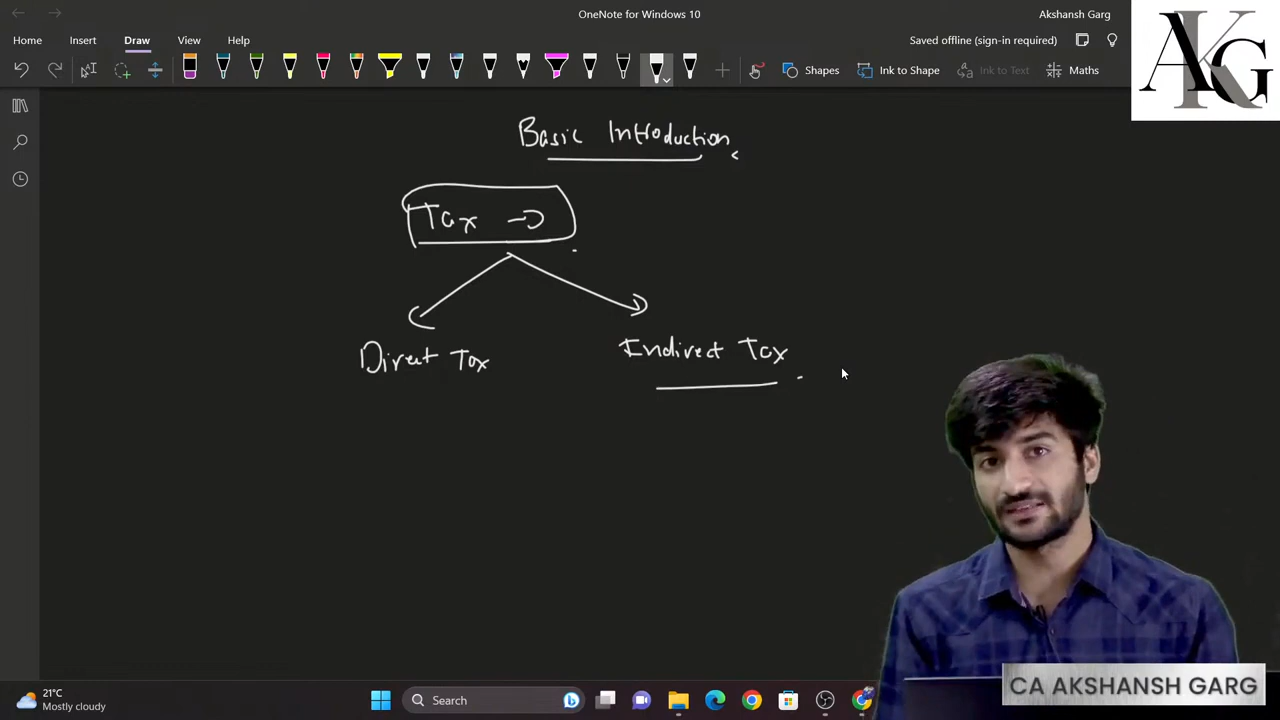 OneNote for Windows 10
Akshansh Garg
Home Insert Draw View Help
Saved offline (sign-in required)
Shapes
Ink to Shape
Ink to Text
Maths
AKG
Basic Introduction
Tax
Direct Tax
Indirect Tax
CA AKSHANSH GARG
21°C
Mostly cloudy
Search